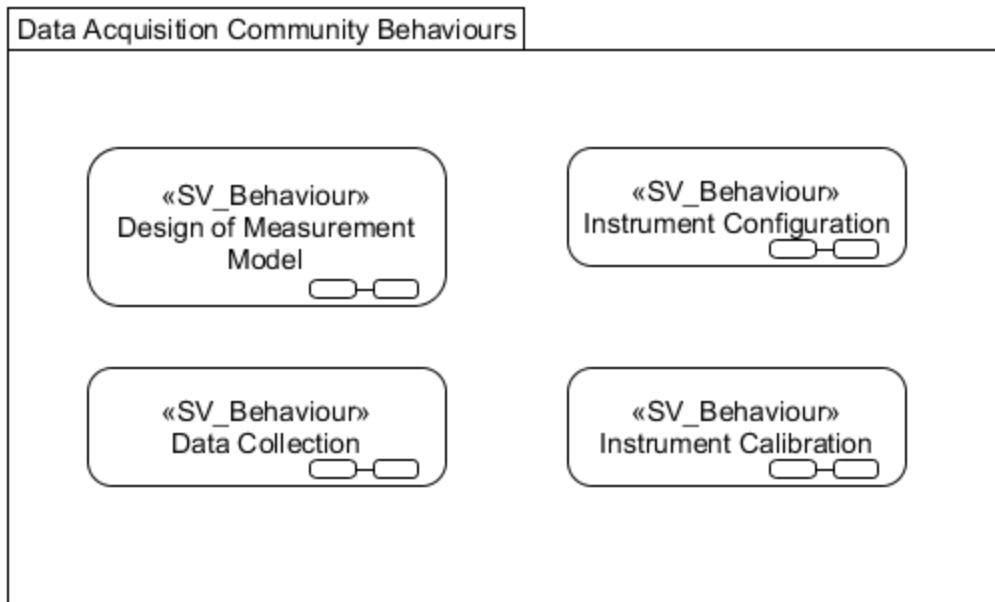 Data Acquisition Community Behaviours
«SV_Behaviour»
Design of Measurement
Model
«SV_Behaviour»
Instrument Configuration
«SV_Behaviour»
Data Collection
«SV_Behaviour»
Instrument Calibration